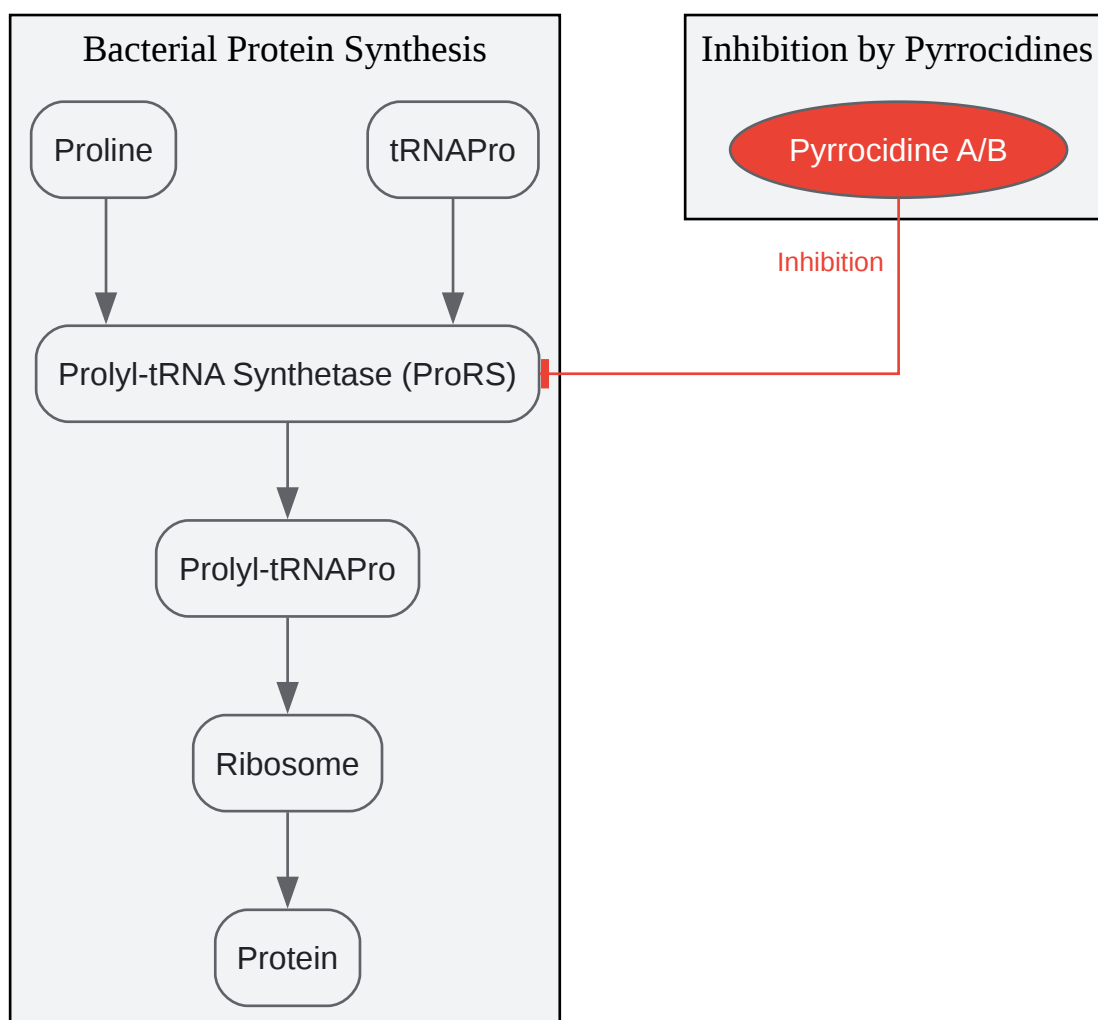 Bacterial Protein Synthesis
Proline
tRNAPro
Prolyl-tRNA Synthetase (ProRS)
Prolyl-tRNAPro
Ribosome
Protein
Inhibition by Pyrrocidines
Pyrrocidine A/B
Inhibition